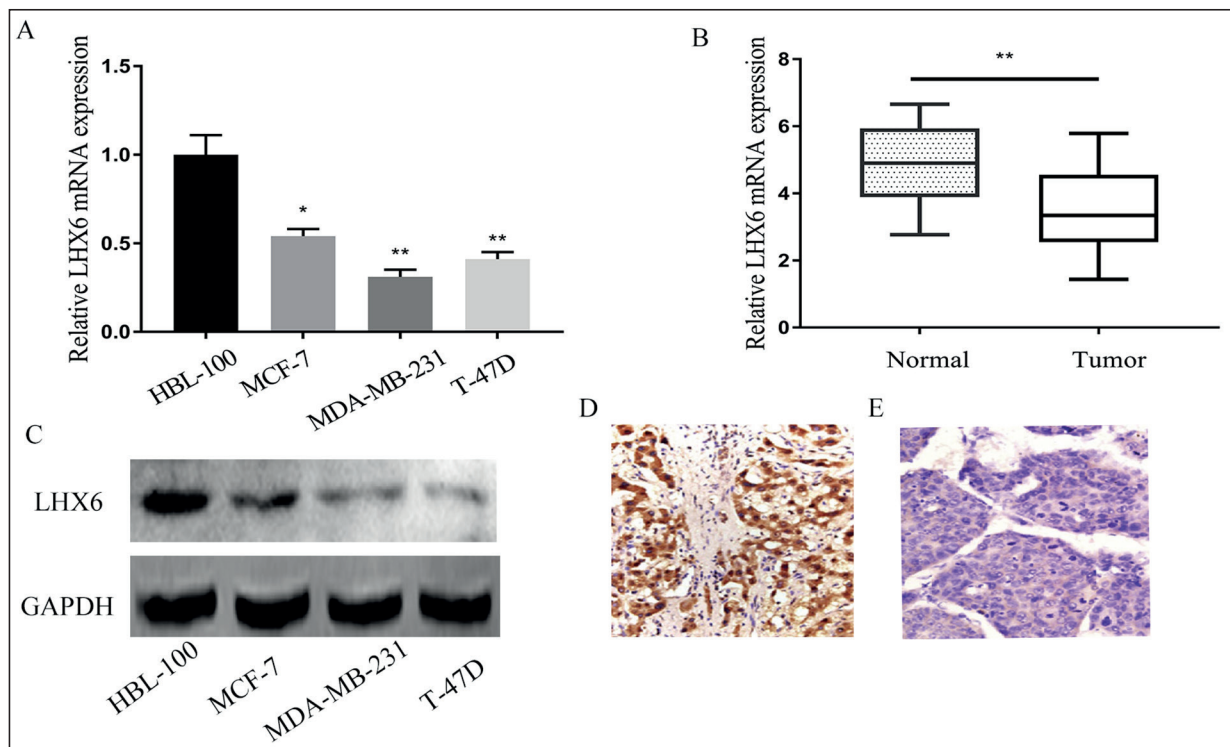 A
Relative LHX6 mRNA expression
1.5
1.0
0.5
0.0
*
**
**
HBL-100
MCF-7
MDA-MB-231
T-47D
B
Relative LHX6 mRNA expression
8
6
4
2
0
**
Normal
Tumor
C
LHX6
GAPDH
HBL-100
MCF-7
MDA-MB-231
T-47D
D
E